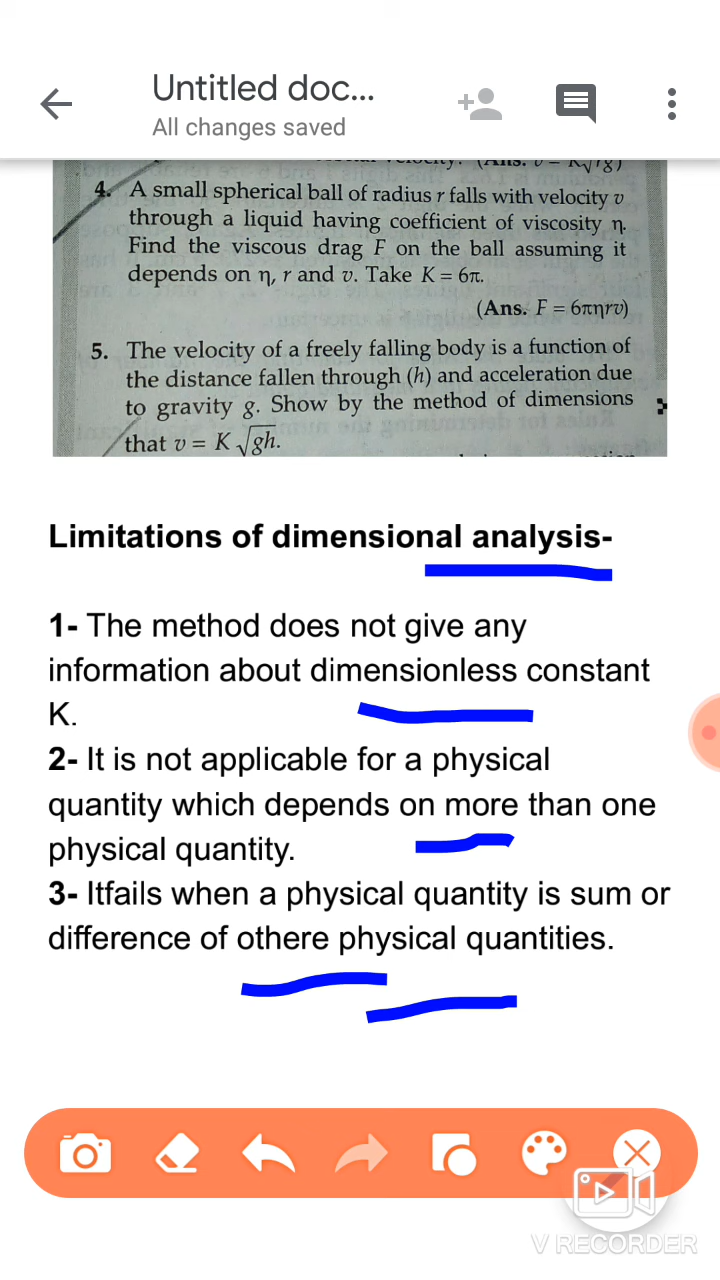 Untitled doc...
All changes saved
4. A small spherical ball of radius r falls with velocity v
through a liquid having coefficient of viscosity η.
Find the viscous drag F on the ball assuming it
depends on η, r and v. Take K = 6π.
(Ans. F = 6πηrv)
5. The velocity of a freely falling body is a function of
the distance fallen through (h) and acceleration due
to gravity g. Show by the method of dimensions
that v = K √gh.
Limitations of dimensional analysis-
1- The method does not give any
information about dimensionless constant
K.
2- It is not applicable for a physical
quantity which depends on more than one
physical quantity.
3- Itfails when a physical quantity is sum or
difference of othere physical quantities.
V RECORDER